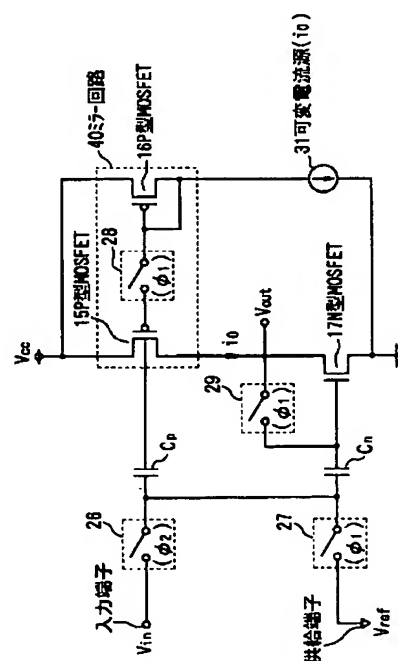 40ミラー回路
16P型MOSFET
15P型MOSFET
28
(φ1)
Vcc
31可変電流源(io)
io
Vout
29
(φ1)
17N型MOSFET
Cp
Cn
入力端子
26
Vin
(φ2)
27
(φ1)
供給端子
Vref